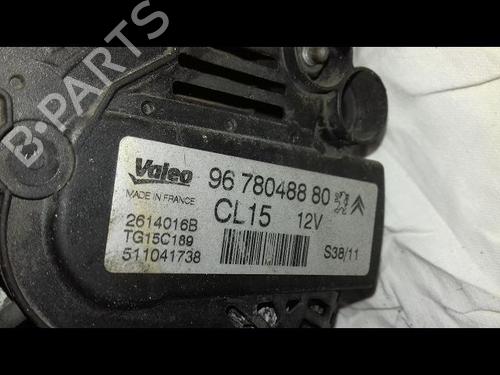 B-PARTS
Valeo 96 780488 80
MADE IN FRANCE CL15 12V
2614016B
TG15C189
511041738 S38/11